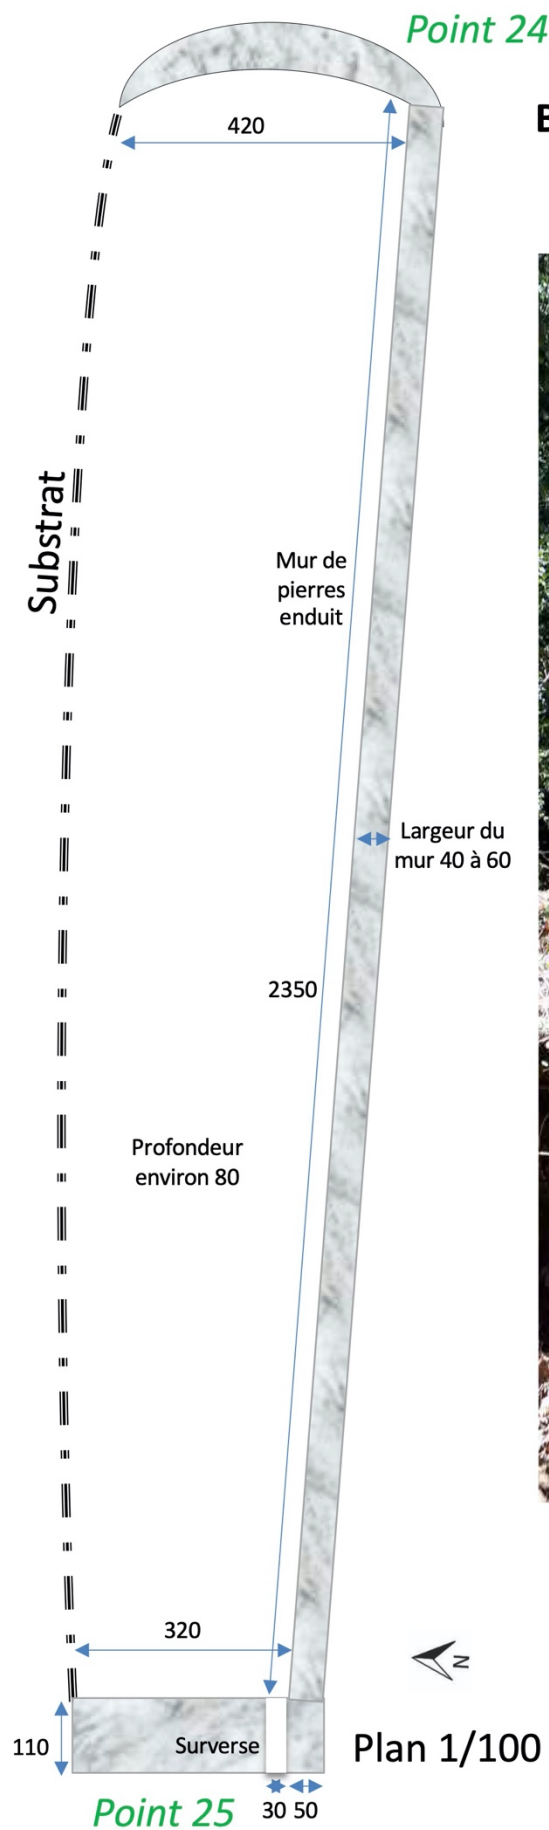 Point 24
B
420
Substrat
Mur de
pierres
enduit
Largeur du
mur 40 à 60
2350
Profondeur
environ 80
320
N
110
Surverse
Plan 1/100
Point 25
30
50